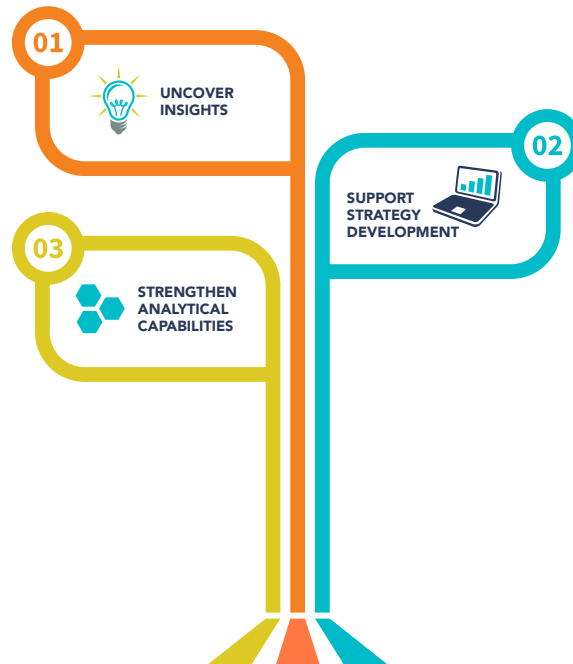 01
UNCOVER
INSIGHTS
02
SUPPORT
STRATEGY
DEVELOPMENT
03
STRENGTHEN
ANALYTICAL
CAPABILITIES